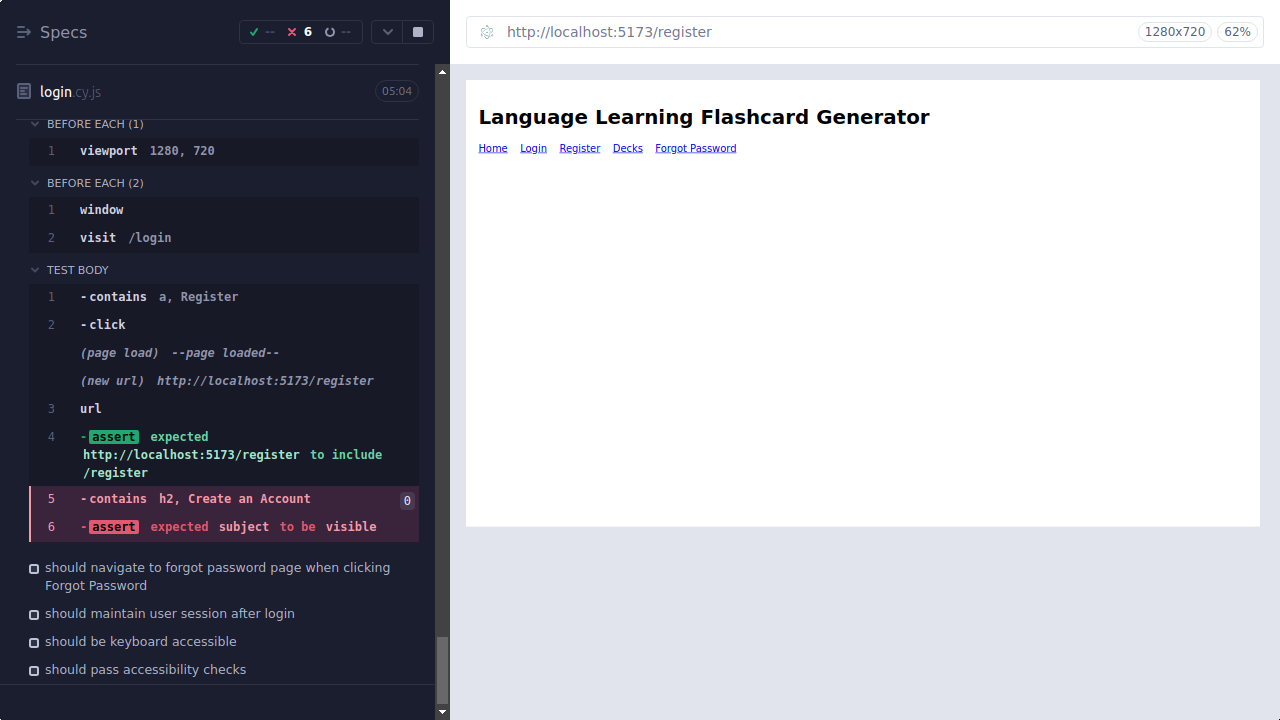 Specs
-- 6 --
login.cy.js 05:04
BEFORE EACH (1)
1 viewport 1280, 720
BEFORE EACH (2)
1 window
2 visit /login
TEST BODY
1 -contains a, Register
2 -click
(page load) --page loaded--
(new url) http://localhost:5173/register
3 url
4 -assert expected
http://localhost:5173/register to include
/register
5 -contains h2, Create an Account 0
6 -assert expected subject to be visible
should navigate to forgot password page when clicking
Forgot Password
should maintain user session after login
should be keyboard accessible
should pass accessibility checks
http://localhost:5173/register 1280x720 62%
Language Learning Flashcard Generator
Home Login Register Decks Forgot Password